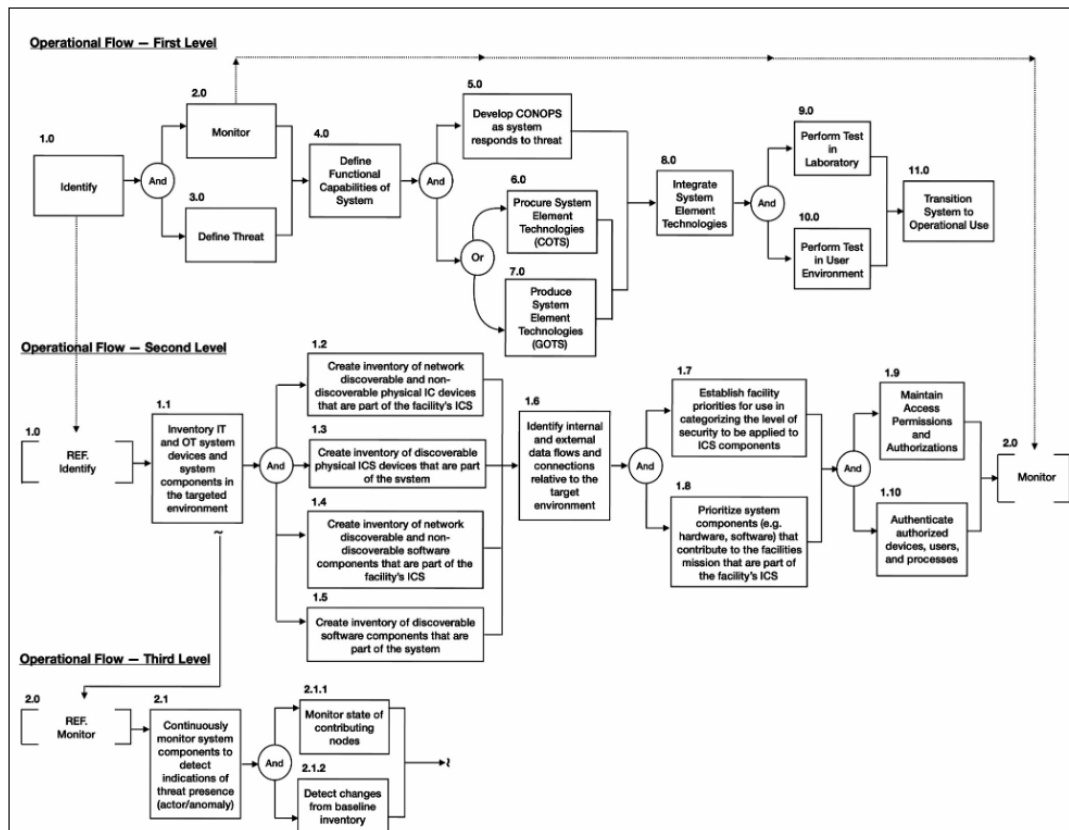 Operational Flow — First Level
1.0
Identify
And
2.0
Monitor
3.0
Define Threat
4.0
Define
Functional
Capabilities of
System
And
5.0
Develop CONOPS
as system
responds to threat
Or
6.0
Procure System
Element
Technologies
(COTS)
7.0
Produce
System
Element
Technologies
(GOTS)
8.0
Integrate
System
Element
Technologies
And
9.0
Perform Test
in
Laboratory
10.0
Perform Test
in User
Environment
11.0
Transition
System to
Operational Use
Operational Flow — Second Level
1.0
REF.
Identify
1.1
Inventory IT
and OT system
devices and
system
components in
the targeted
environment
~
And
1.2
Create inventory of network
discoverable and non-
discoverable physical IC devices
that are part of the facility's ICS
1.3
Create inventory of discoverable
physical ICS devices that are part
of the system
1.4
Create inventory of network
discoverable and non-
discoverable software
components that are part of the
facility's ICS
1.5
Create inventory of discoverable
software components that are
part of the system
1.6
Identify internal
and external
data flows and
connections
relative to the
target
environment
And
1.7
Establish facility
priorities for use in
categorizing the level of
security to be applied to
ICS components
1.8
Prioritize system
components (e.g.
hardware, software) that
contribute to the facilities
mission that are part of
the facility's ICS
And
1.9
Maintain
Access
Permissions
and
Authorizations
1.10
Authenticate
authorized
devices, users,
and processes
2.0
Monitor
Operational Flow — Third Level
2.0
REF.
Monitor
2.1
Continuously
monitor system
components to
detect
indications of
threat presence
(actor/anomaly)
And
2.1.1
Monitor state of
contributing
nodes
2.1.2
Detect changes
from baseline
inventory
~